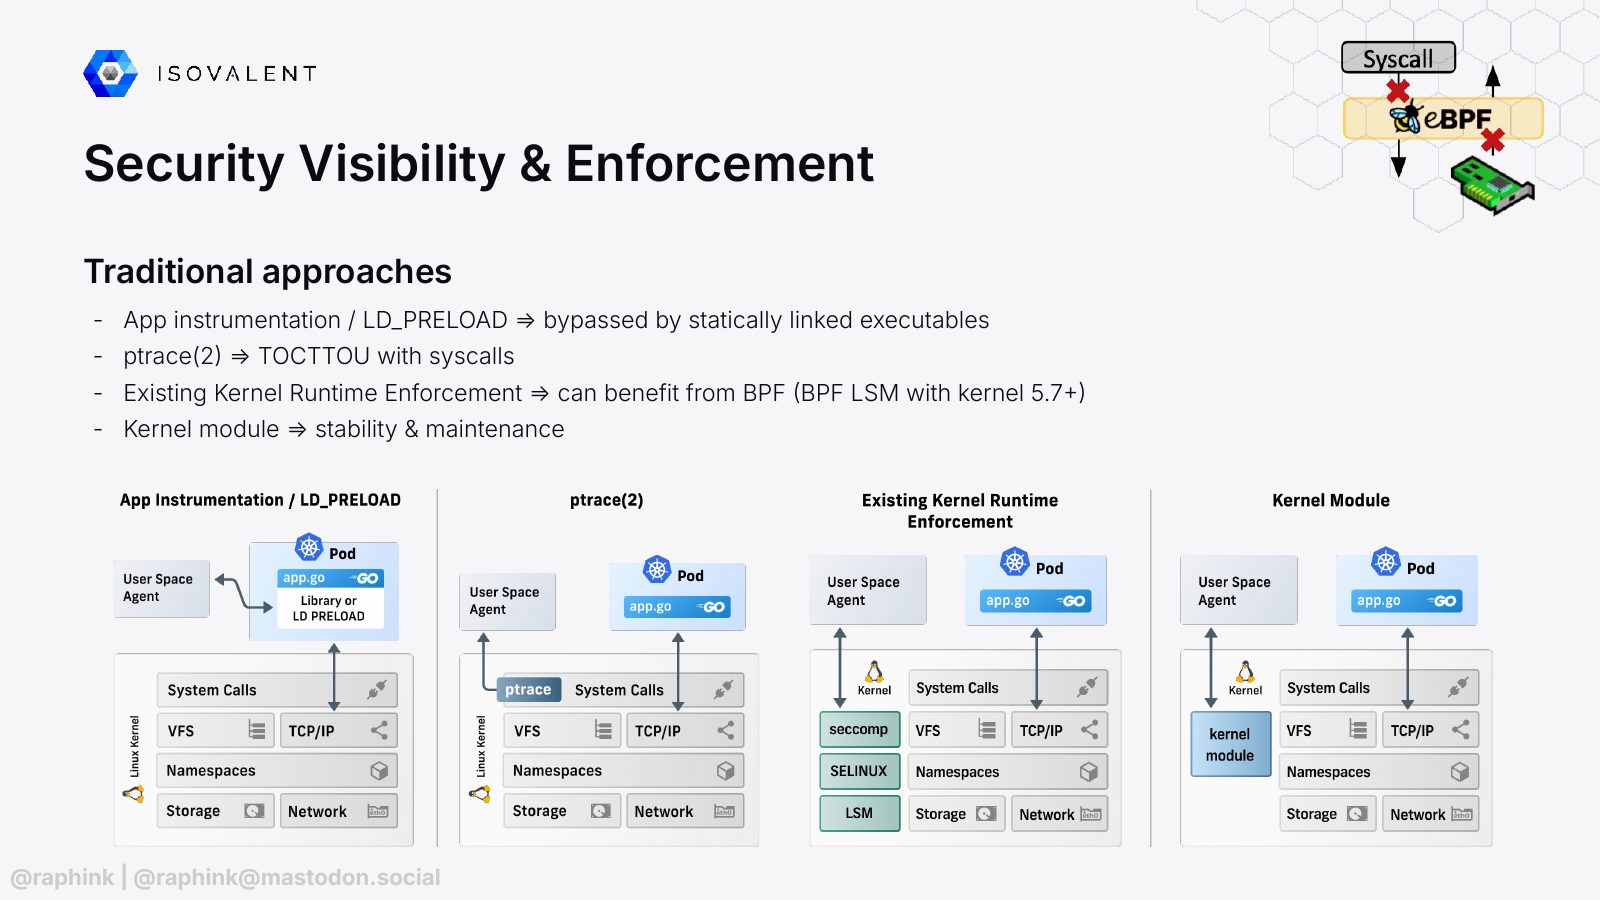 ISOVALENT
Syscall
eBPF
Security Visibility & Enforcement
Traditional approaches
- App instrumentation / LD_PRELOAD ⇒ bypassed by statically linked executables
- ptrace(2) ⇒ TOCTTOU with syscalls
- Existing Kernel Runtime Enforcement ⇒ can benefit from BPF (BPF LSM with kernel 5.7+)
- Kernel module ⇒ stability & maintenance
App Instrumentation / LD_PRELOAD
Pod
User Space
Agent
app.go
GO
Library or
LD PRELOAD
Linux Kernel
System Calls
VFS
TCP/IP
Namespaces
Storage
Network
eth0
ptrace(2)
User Space
Agent
Pod
app.go
GO
ptrace
System Calls
Linux Kernel
VFS
TCP/IP
Namespaces
Storage
Network
eth0
Existing Kernel Runtime
Enforcement
User Space
Agent
Pod
app.go
GO
Kernel
System Calls
seccomp
VFS
TCP/IP
SELINUX
Namespaces
LSM
Storage
Network
eth0
Kernel Module
User Space
Agent
Pod
app.go
GO
Kernel
System Calls
kernel
module
VFS
TCP/IP
Namespaces
Storage
Network
eth0
@raphink | @raphink@mastodon.social